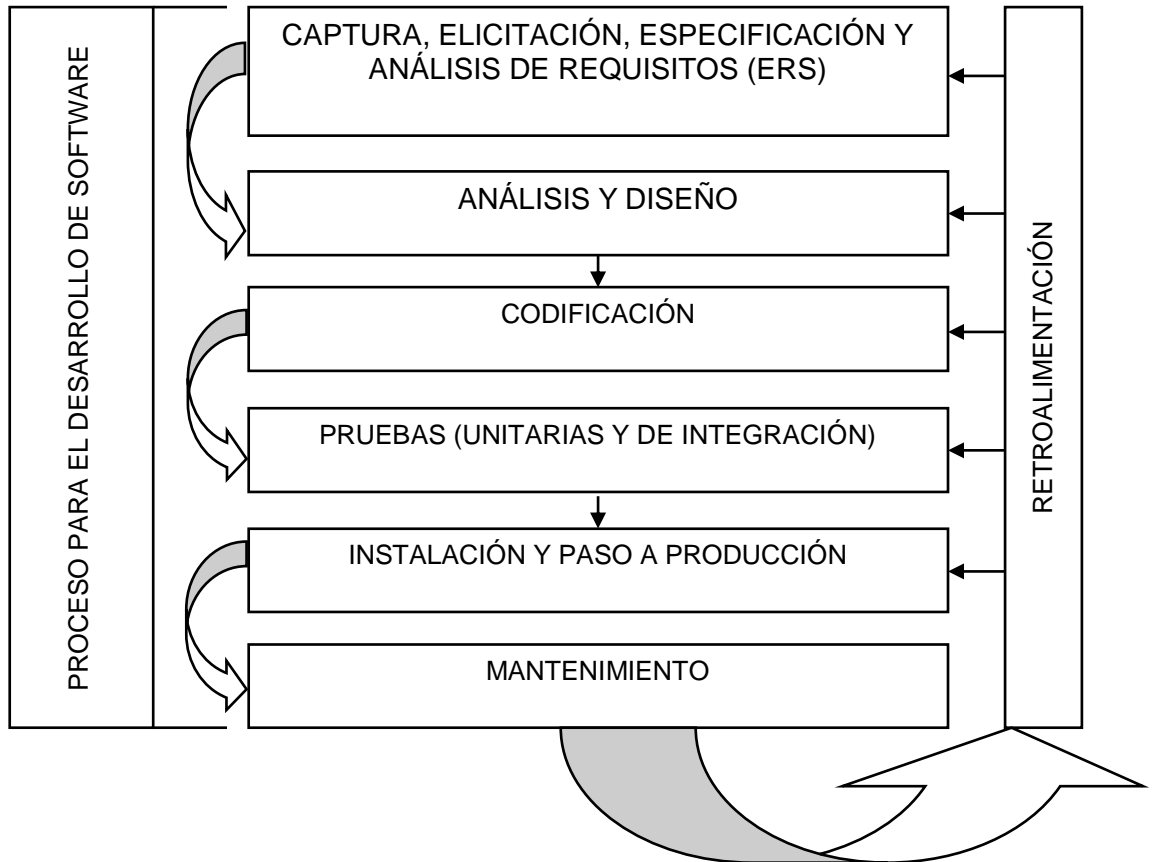 PROCESO PARA EL DESARROLLO DE SOFTWARE
CAPTURA, ELICITACIÓN, ESPECIFICACIÓN Y
ANÁLISIS DE REQUISITOS (ERS)
ANÁLISIS Y DISEÑO
CODIFICACIÓN
PRUEBAS (UNITARIAS Y DE INTEGRACIÓN)
INSTALACIÓN Y PASO A PRODUCCIÓN
MANTENIMIENTO
RETROALIMENTACIÓN